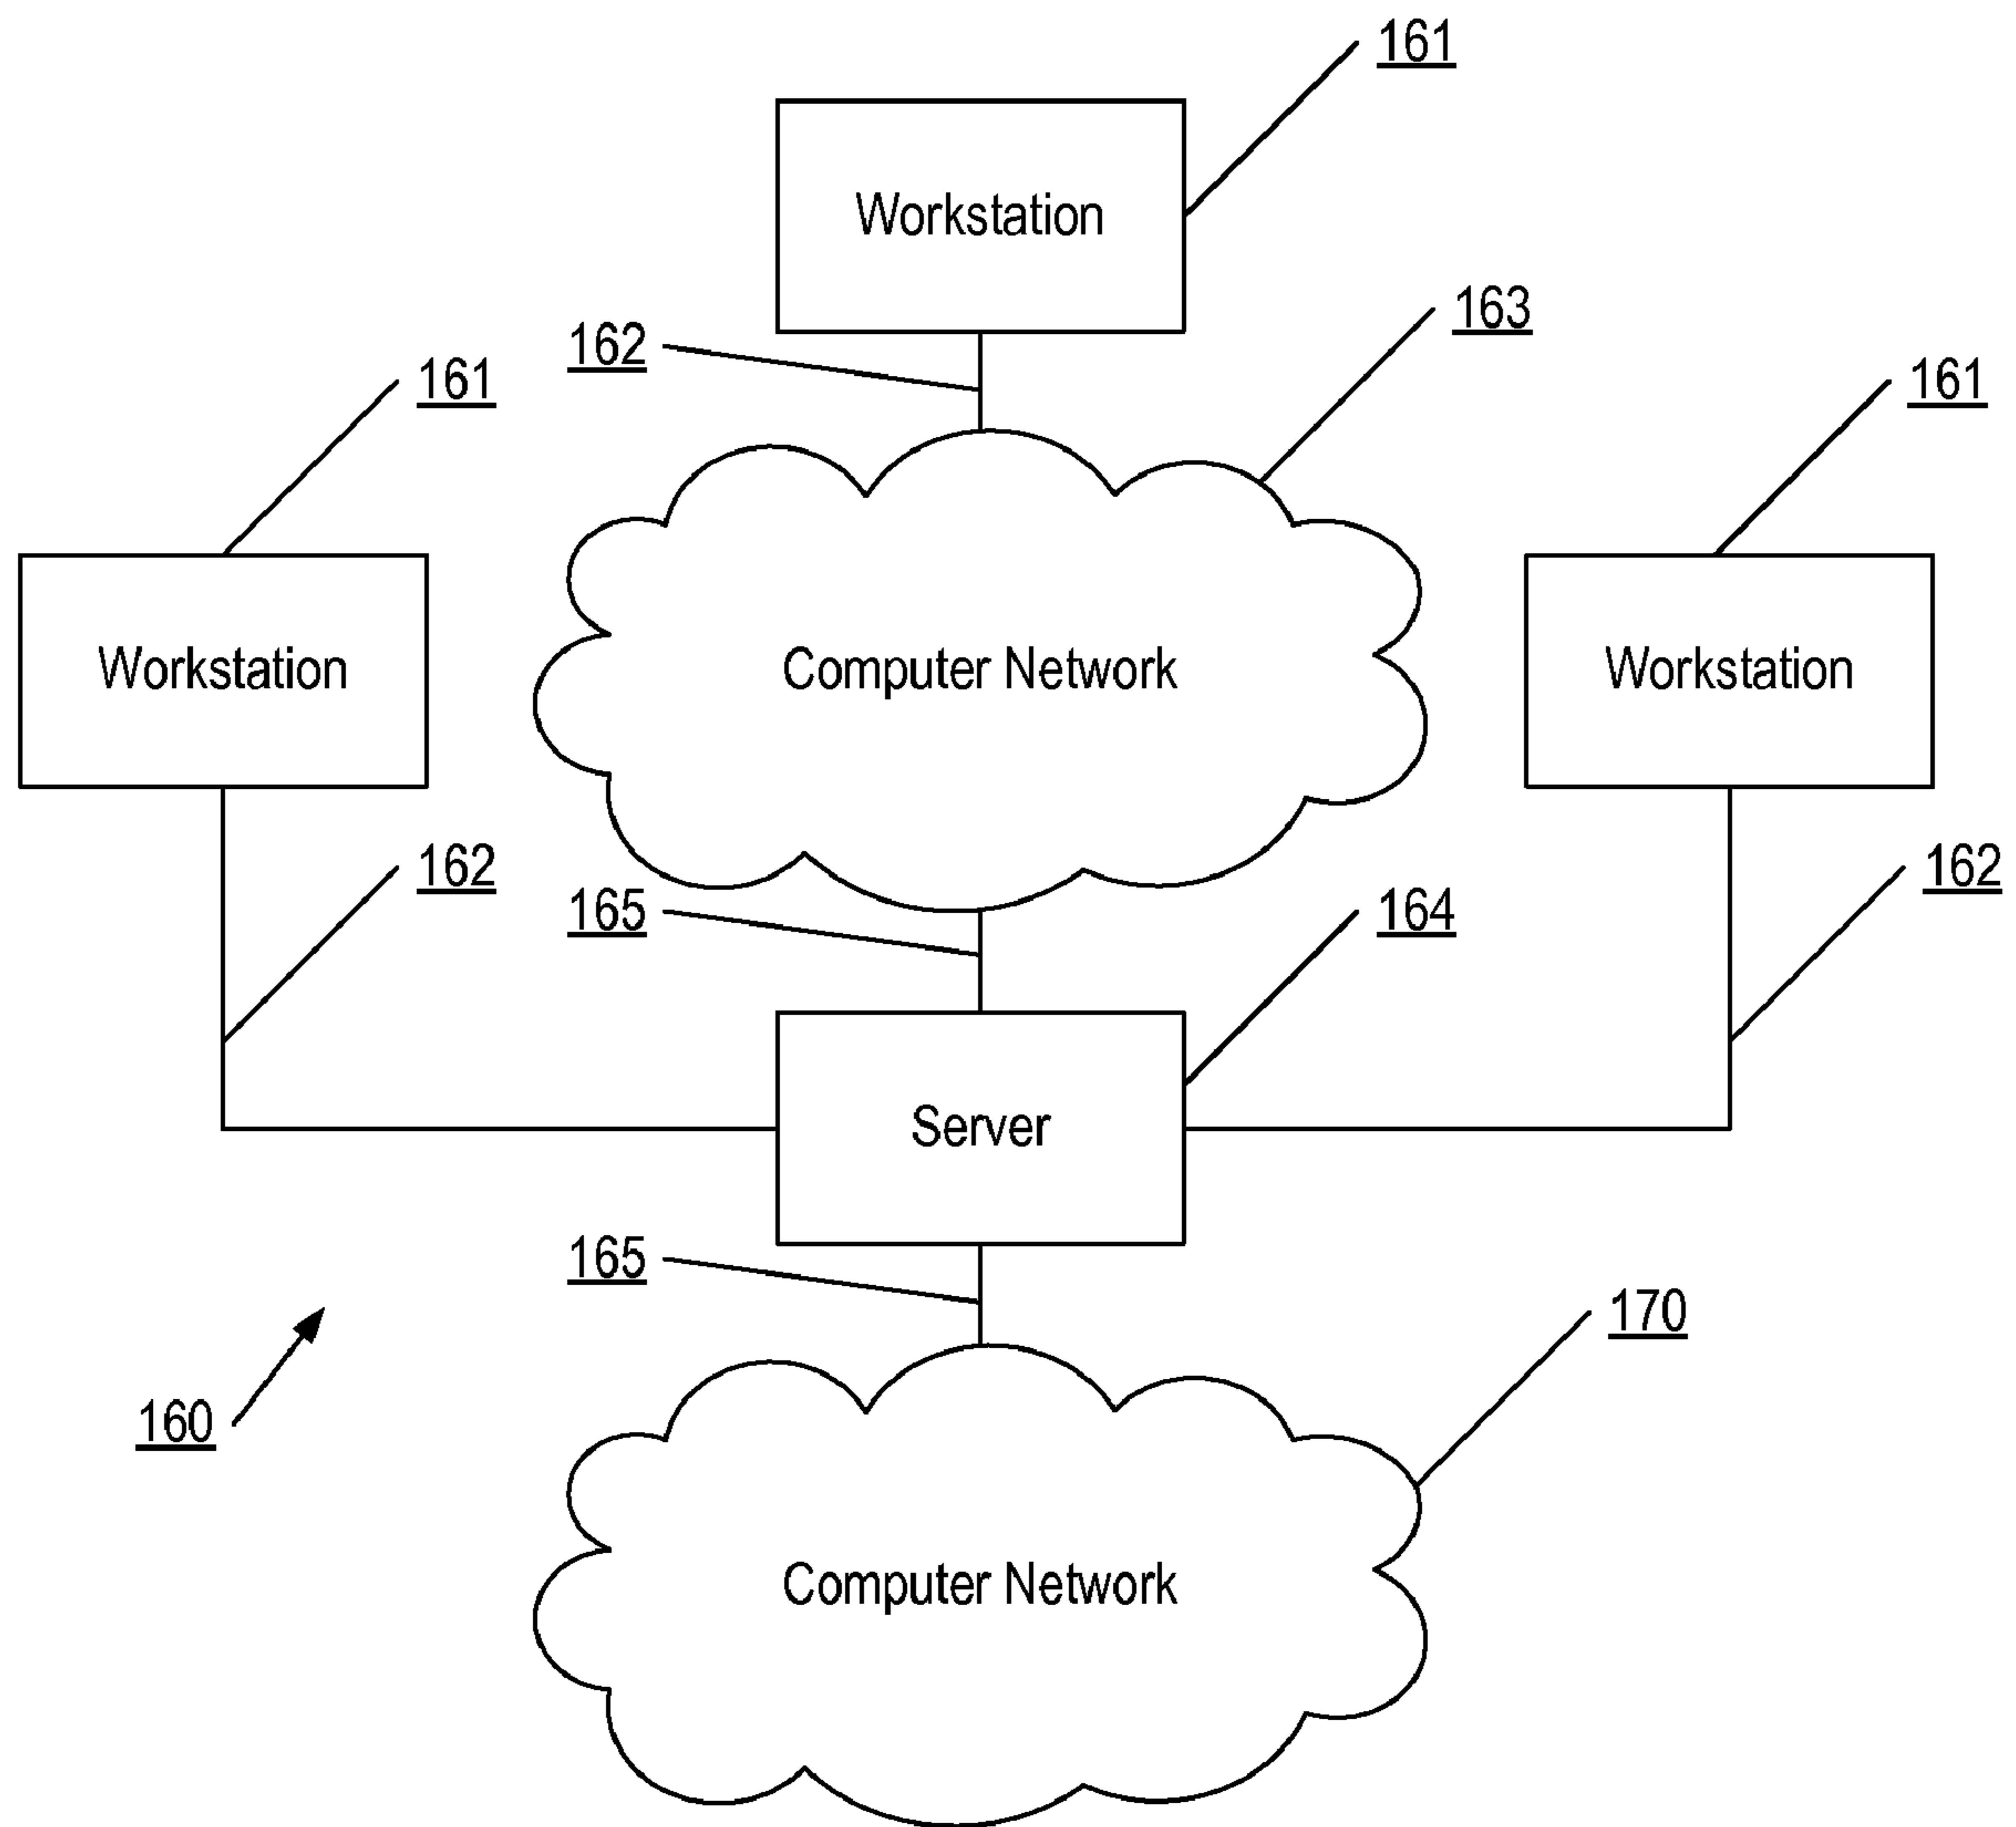 161
Workstation
163
162
161
161
Workstation
Computer Network
Workstation
162
162
165
164
Server
165
170
160
Computer Network